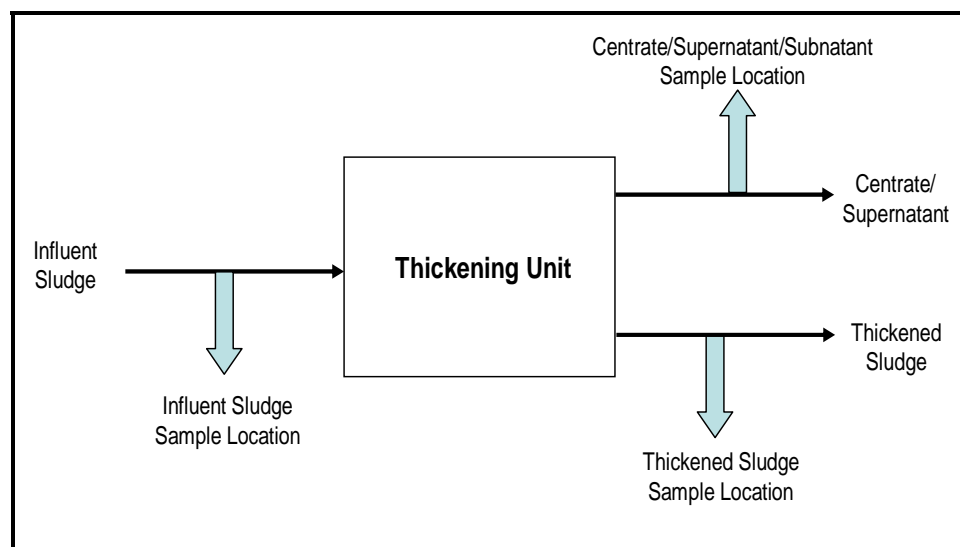 Centrate/Supernatant/Subnatant
Sample Location
Centrate/
Supernatant
Influent
Sludge
Thickening Unit
Thickened
Sludge
Influent Sludge
Sample Location
Thickened Sludge
Sample Location